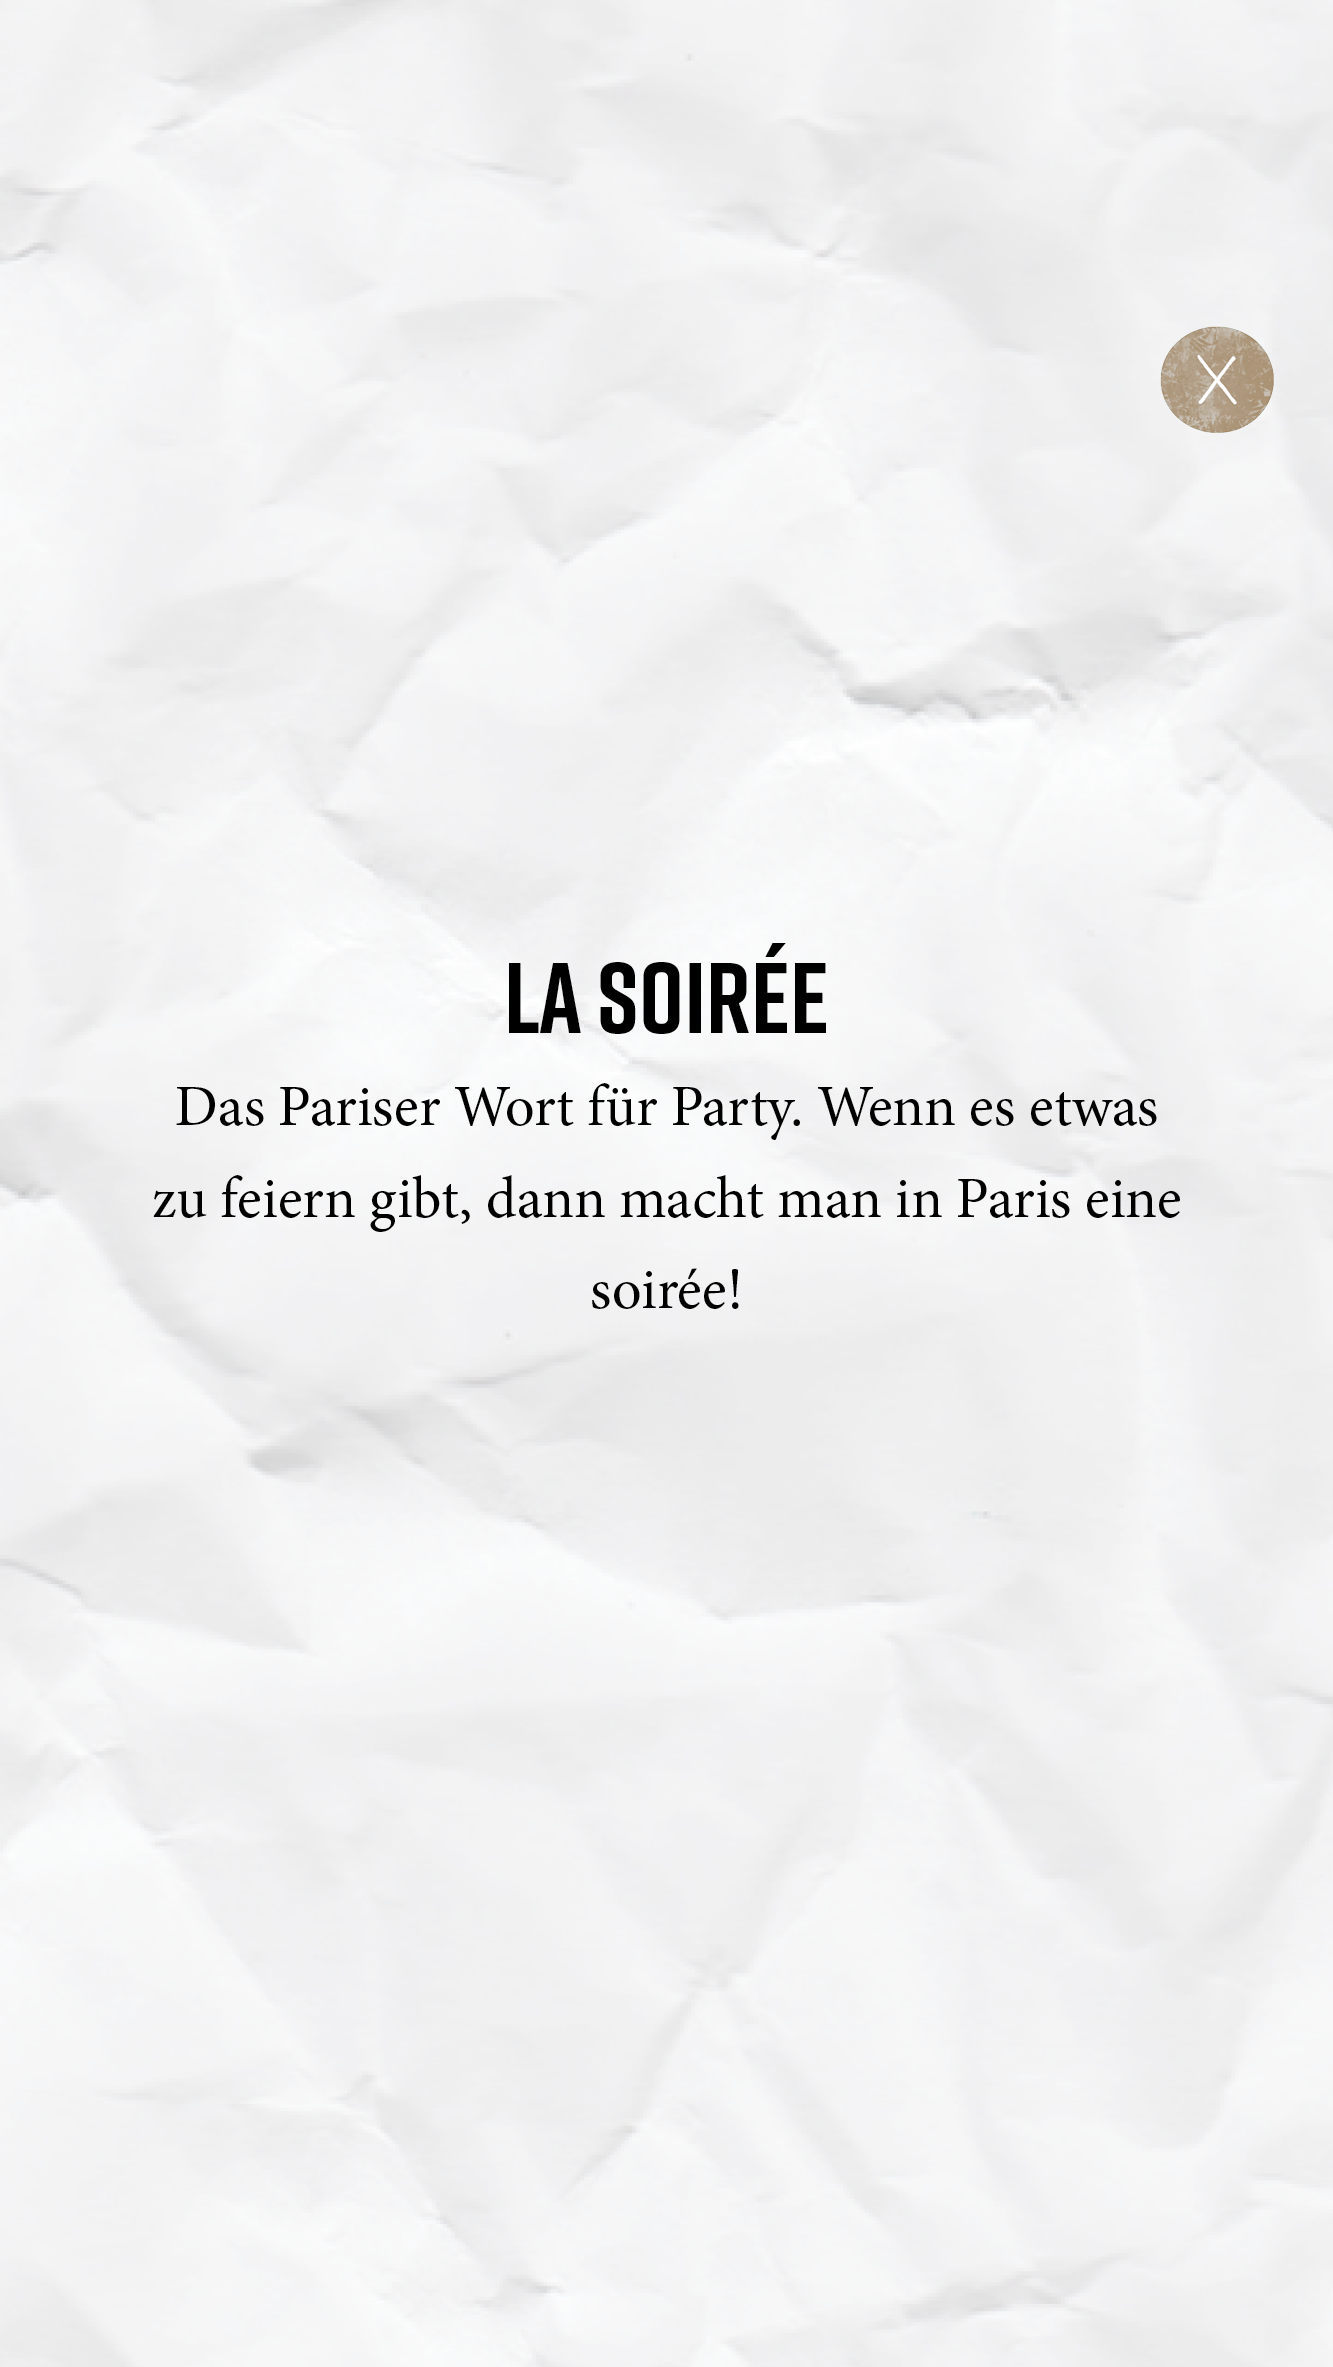 X
LA SOIRÉE
Das Pariser Wort für Party. Wenn es etwas
zu feiern gibt, dann macht man in Paris eine
soirée!